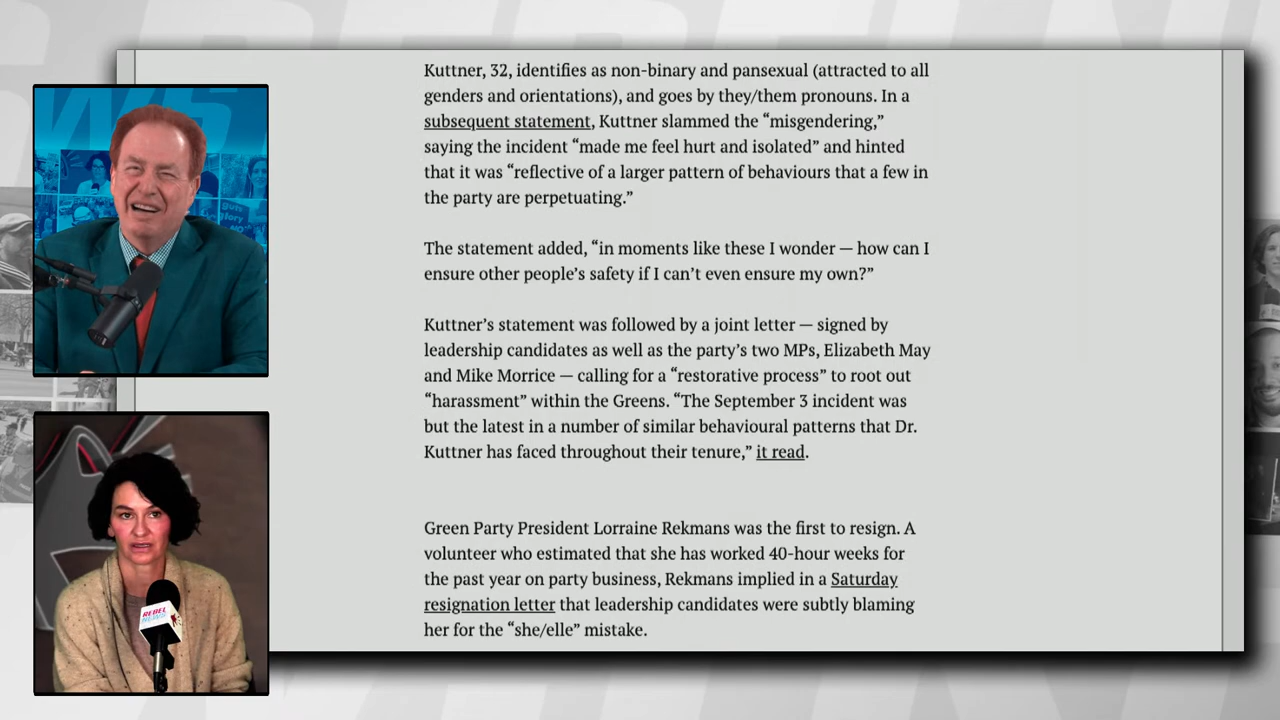 Kuttner, 32, identifies as non-binary and pansexual (attracted to all
genders and orientations), and goes by they/them pronouns. In a
subsequent statement, Kuttner slammed the “misgendering,”
saying the incident “made me feel hurt and isolated” and hinted
that it was “reflective of a larger pattern of behaviours that a few in
the party are perpetuating.”
The statement added, “in moments like these I wonder — how can I
ensure other people’s safety if I can’t even ensure my own?”
Kuttner’s statement was followed by a joint letter — signed by
leadership candidates as well as the party’s two MPs, Elizabeth May
and Mike Morrice — calling for a “restorative process” to root out
“harassment” within the Greens. “The September 3 incident was
but the latest in a number of similar behavioural patterns that Dr.
Kuttner has faced throughout their tenure,” it read.
Green Party President Lorraine Rekmans was the first to resign. A
volunteer who estimated that she has worked 40-hour weeks for
the past year on party business, Rekmans implied in a Saturday
resignation letter that leadership candidates were subtly blaming
her for the “she/elle” mistake.
REBEL
NEWS